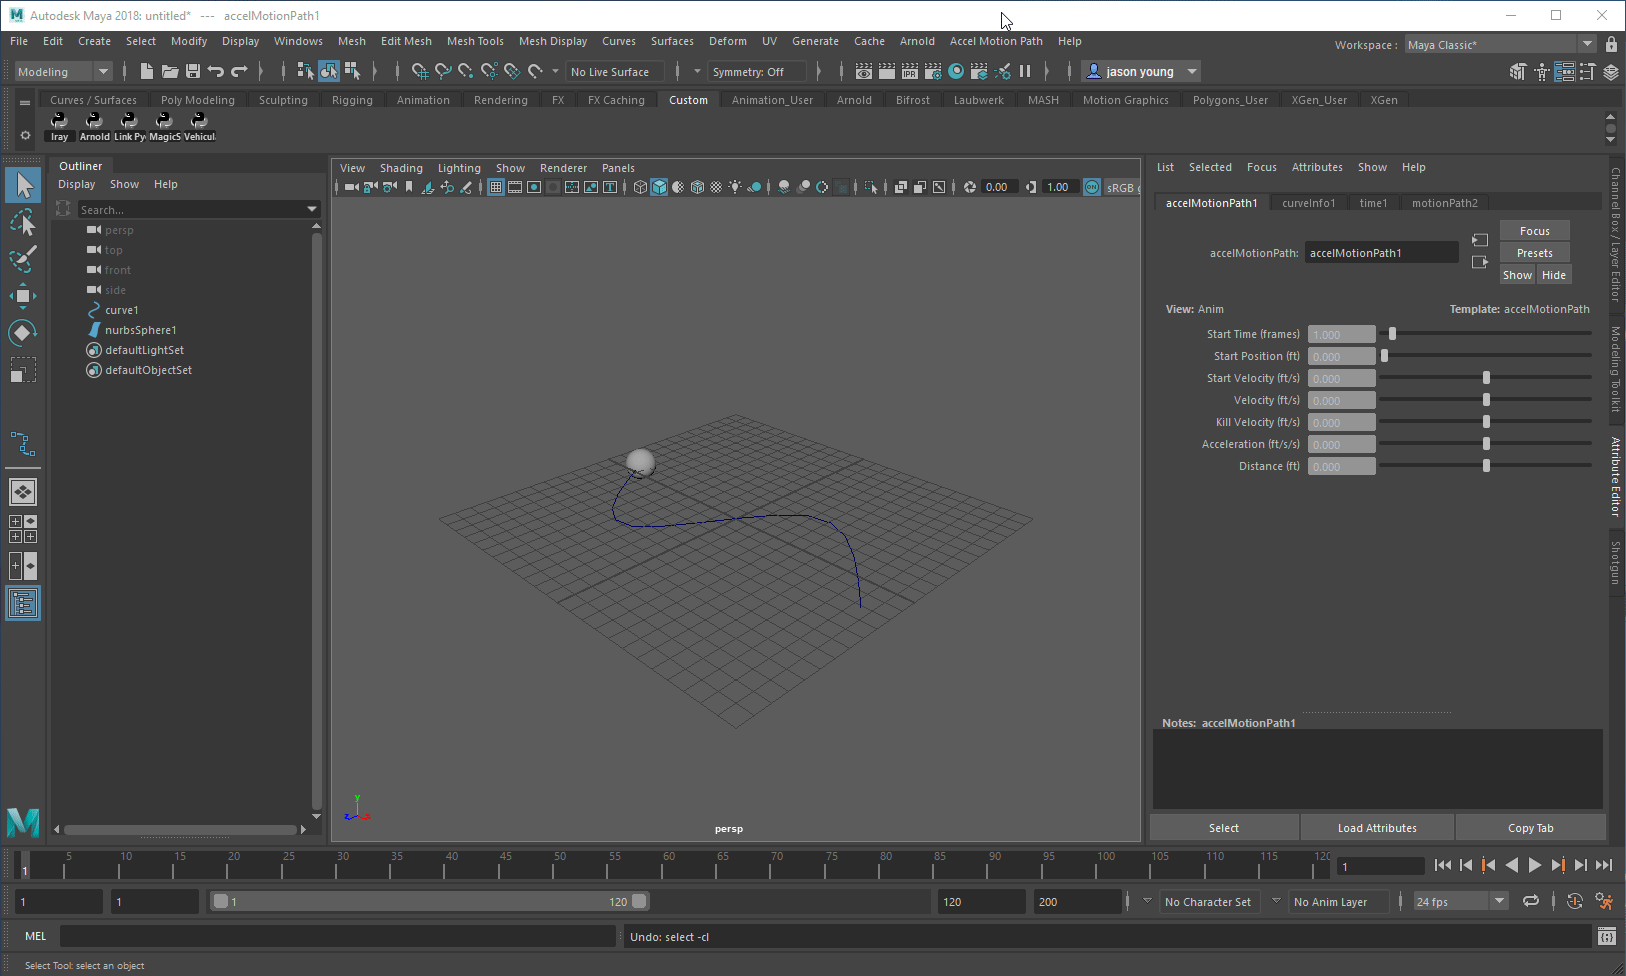 Autodesk Maya 2018: untitled* --- accelMotionPath1
File Edit Create Select Modify Display Windows Mesh Edit Mesh Mesh Tools Mesh Display Curves Surfaces Deform UV Generate Cache Arnold Accel Motion Path Help
Workspace : Maya Classic*
Modeling No Live Surface Symmetry: Off IPR jason young
Curves / Surfaces Poly Modeling Sculpting Rigging Animation Rendering FX FX Caching Custom Animation_User Arnold Bifrost Laubwerk MASH Motion Graphics Polygons_User XGen_User XGen
Iray Arnold Link Py MagicS Vehicul
Outliner
Display Show Help
Search...
persp
top
front
side
curve1
nurbsSphere1
defaultLightSet
defaultObjectSet
View Shading Lighting Show Renderer Panels
0.00 1.00 ON sRGB
y
z x
persp
List Selected Focus Attributes Show Help
accelMotionPath1 curveInfo1 time1 motionPath2
accelMotionPath: accelMotionPath1
Focus
Presets
Show Hide
View: Anim Template: accelMotionPath
Start Time (frames) 1.000
Start Position (ft) 0.000
Start Velocity (ft/s) 0.000
Velocity (ft/s) 0.000
Kill Velocity (ft/s) 0.000
Acceleration (ft/s/s) 0.000
Distance (ft) 0.000
Notes: accelMotionPath1
Select Load Attributes Copy Tab
Channel Box / Layer Editor
Modeling Toolkit
Attribute Editor
Shotgun
5 10 15 20 25 30 35 40 45 50 55 60 65 70 75 80 85 90 95 100 105 110 115 120
1 1
1 1 1 120 120 200 No Character Set No Anim Layer 24 fps
MEL Undo: select -cl
Select Tool: select an object